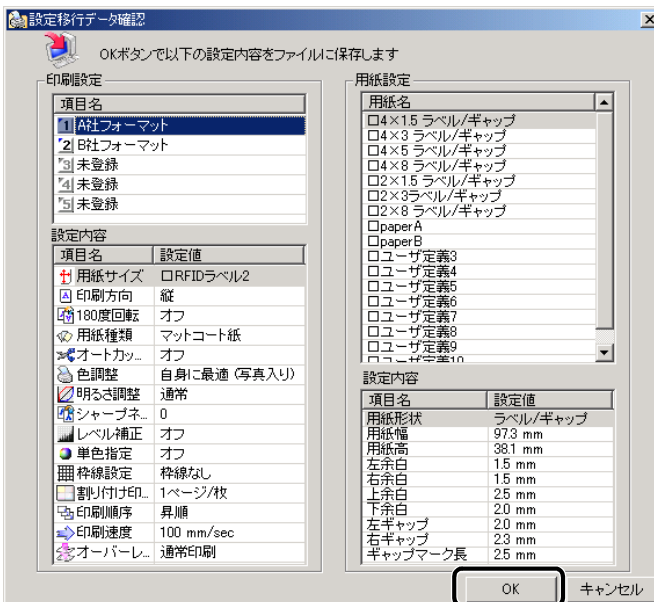 設定移行データ確認
OKボタンで以下の設定内容をファイルに保存します
印刷設定
項目名
1 A社フォーマット
2 B社フォーマット
3 未登録
4 未登録
5 未登録
設定内容
項目名 設定値
用紙サイズ □RFIDラベル2
印刷方向 縦
180度回転 オフ
用紙種類 マットコート紙
オートカッ... オフ
色調整 自身に最適 (写真入り)
明るさ調整 通常
シャープネ... 0
レベル補正 オフ
単色指定 オフ
枠線設定 枠線なし
割り付け印... 1ページ/枚
印刷順序 昇順
印刷速度 100 mm/sec
オーバーレ... 通常印刷
用紙設定
用紙名
□4×1.5 ラベル/ギャップ
□4×3 ラベル/ギャップ
□4×5 ラベル/ギャップ
□4×8 ラベル/ギャップ
□2×1.5 ラベル/ギャップ
□2×3ラベル/ギャップ
□2×8 ラベル/ギャップ
□paperA
□paperB
□ユーザ定義3
□ユーザ定義4
□ユーザ定義5
□ユーザ定義6
□ユーザ定義7
□ユーザ定義8
□ユーザ定義9
□ユーザ定義10
設定内容
項目名 設定値
用紙形状 ラベル/ギャップ
用紙幅 97.3 mm
用紙高 38.1 mm
左余白 1.5 mm
右余白 1.5 mm
上余白 2.5 mm
下余白 2.0 mm
左ギャップ 2.0 mm
右ギャップ 2.3 mm
ギャップマーク長 2.5 mm
OK キャンセル